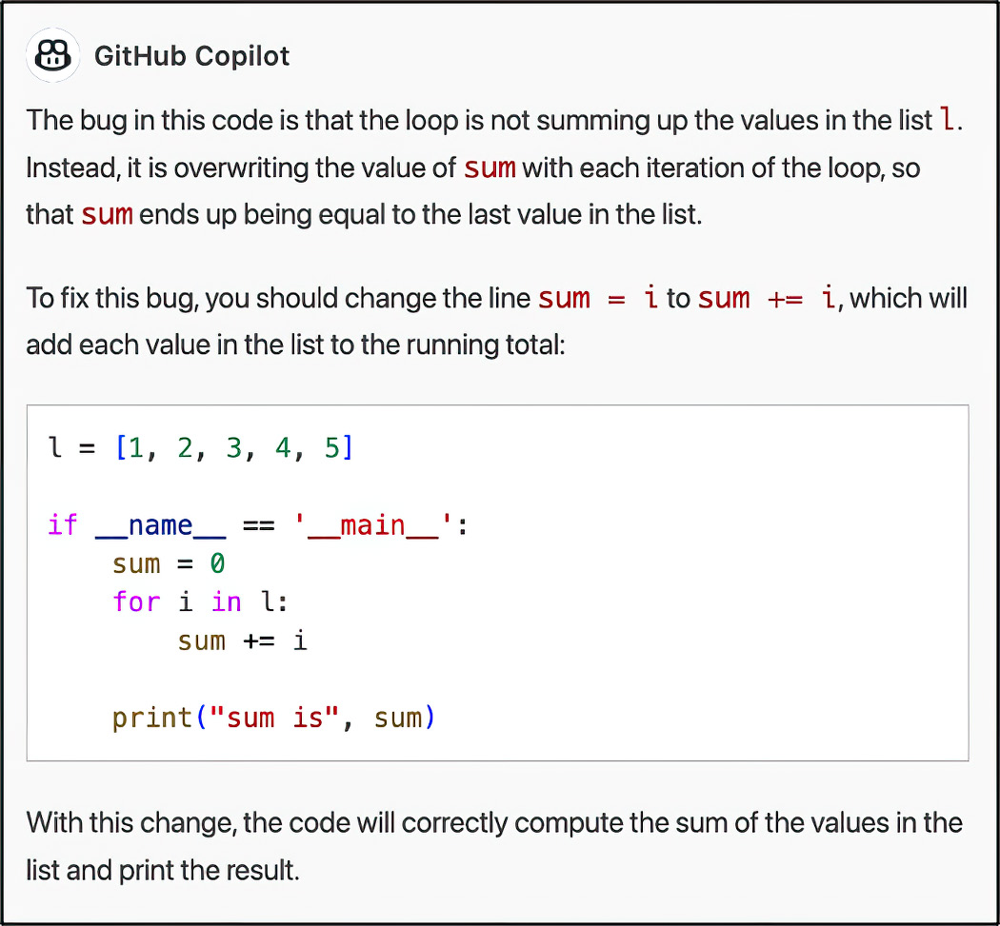 GitHub Copilot
The bug in this code is that the loop is not summing up the values in the list l.
Instead, it is overwriting the value of sum with each iteration of the loop, so
that sum ends up being equal to the last value in the list.
To fix this bug, you should change the line sum = i to sum += i, which will
add each value in the list to the running total:
l = [1, 2, 3, 4, 5]
if __name__ == '__main__':
    sum = 0
    for i in l:
        sum += i
    print("sum is", sum)
With this change, the code will correctly compute the sum of the values in the
list and print the result.